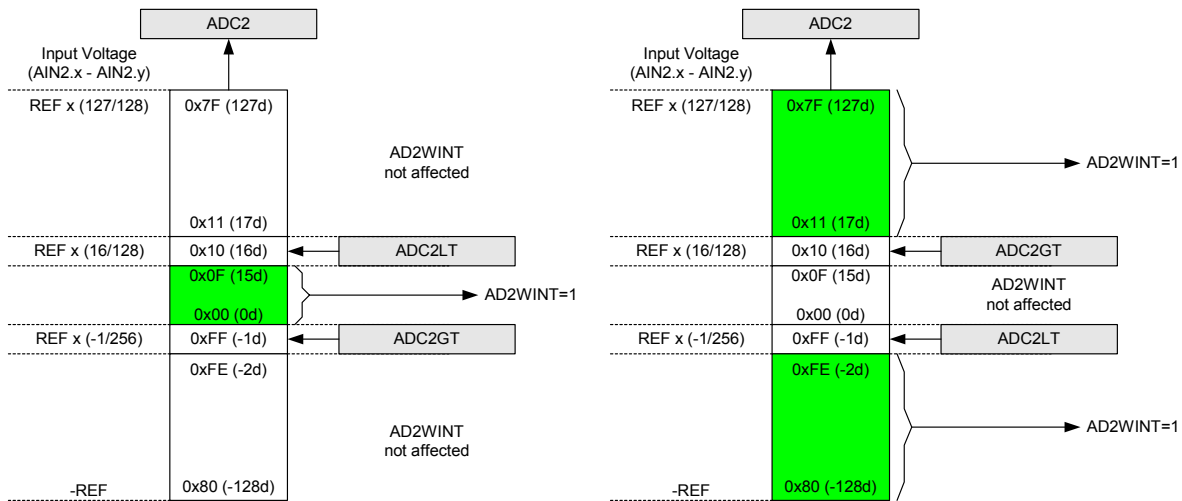 ADC2
Input Voltage
(AIN2.x - AIN2.y)
REF x (127/128)
0x7F (127d)
AD2WINT
not affected
0x11 (17d)
REF x (16/128)
0x10 (16d)
ADC2LT
0x0F (15d)
AD2WINT=1
0x00 (0d)
REF x (-1/256)
0xFF (-1d)
ADC2GT
0xFE (-2d)
AD2WINT
not affected
-REF
0x80 (-128d)
ADC2
Input Voltage
(AIN2.x - AIN2.y)
REF x (127/128)
0x7F (127d)
AD2WINT=1
0x11 (17d)
REF x (16/128)
0x10 (16d)
ADC2GT
0x0F (15d)
AD2WINT
not affected
0x00 (0d)
REF x (-1/256)
0xFF (-1d)
ADC2LT
0xFE (-2d)
AD2WINT=1
-REF
0x80 (-128d)